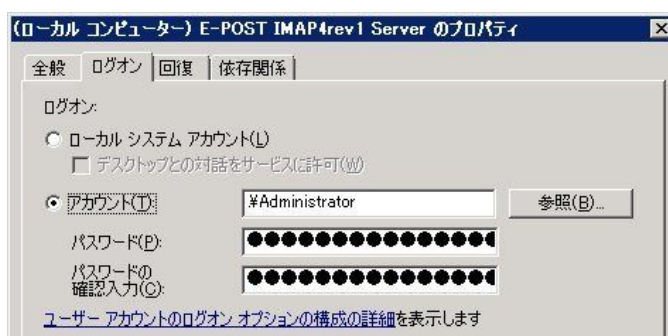 (ローカル コンピューター) E-POST IMAP4rev1 Server のプロパティ
全般 ログオン 回復 依存関係
ログオン:
ローカル システム アカウント(L)
デスクトップとの対話をサービスに許可(W)
アカウント(T): ¥Administrator 参照(B)...
パスワード(P): ●●●●●●●●●●●●●●●
パスワードの
確認入力(C): ●●●●●●●●●●●●●●●
ユーザー アカウントのログオン オプションの構成の詳細を表示します